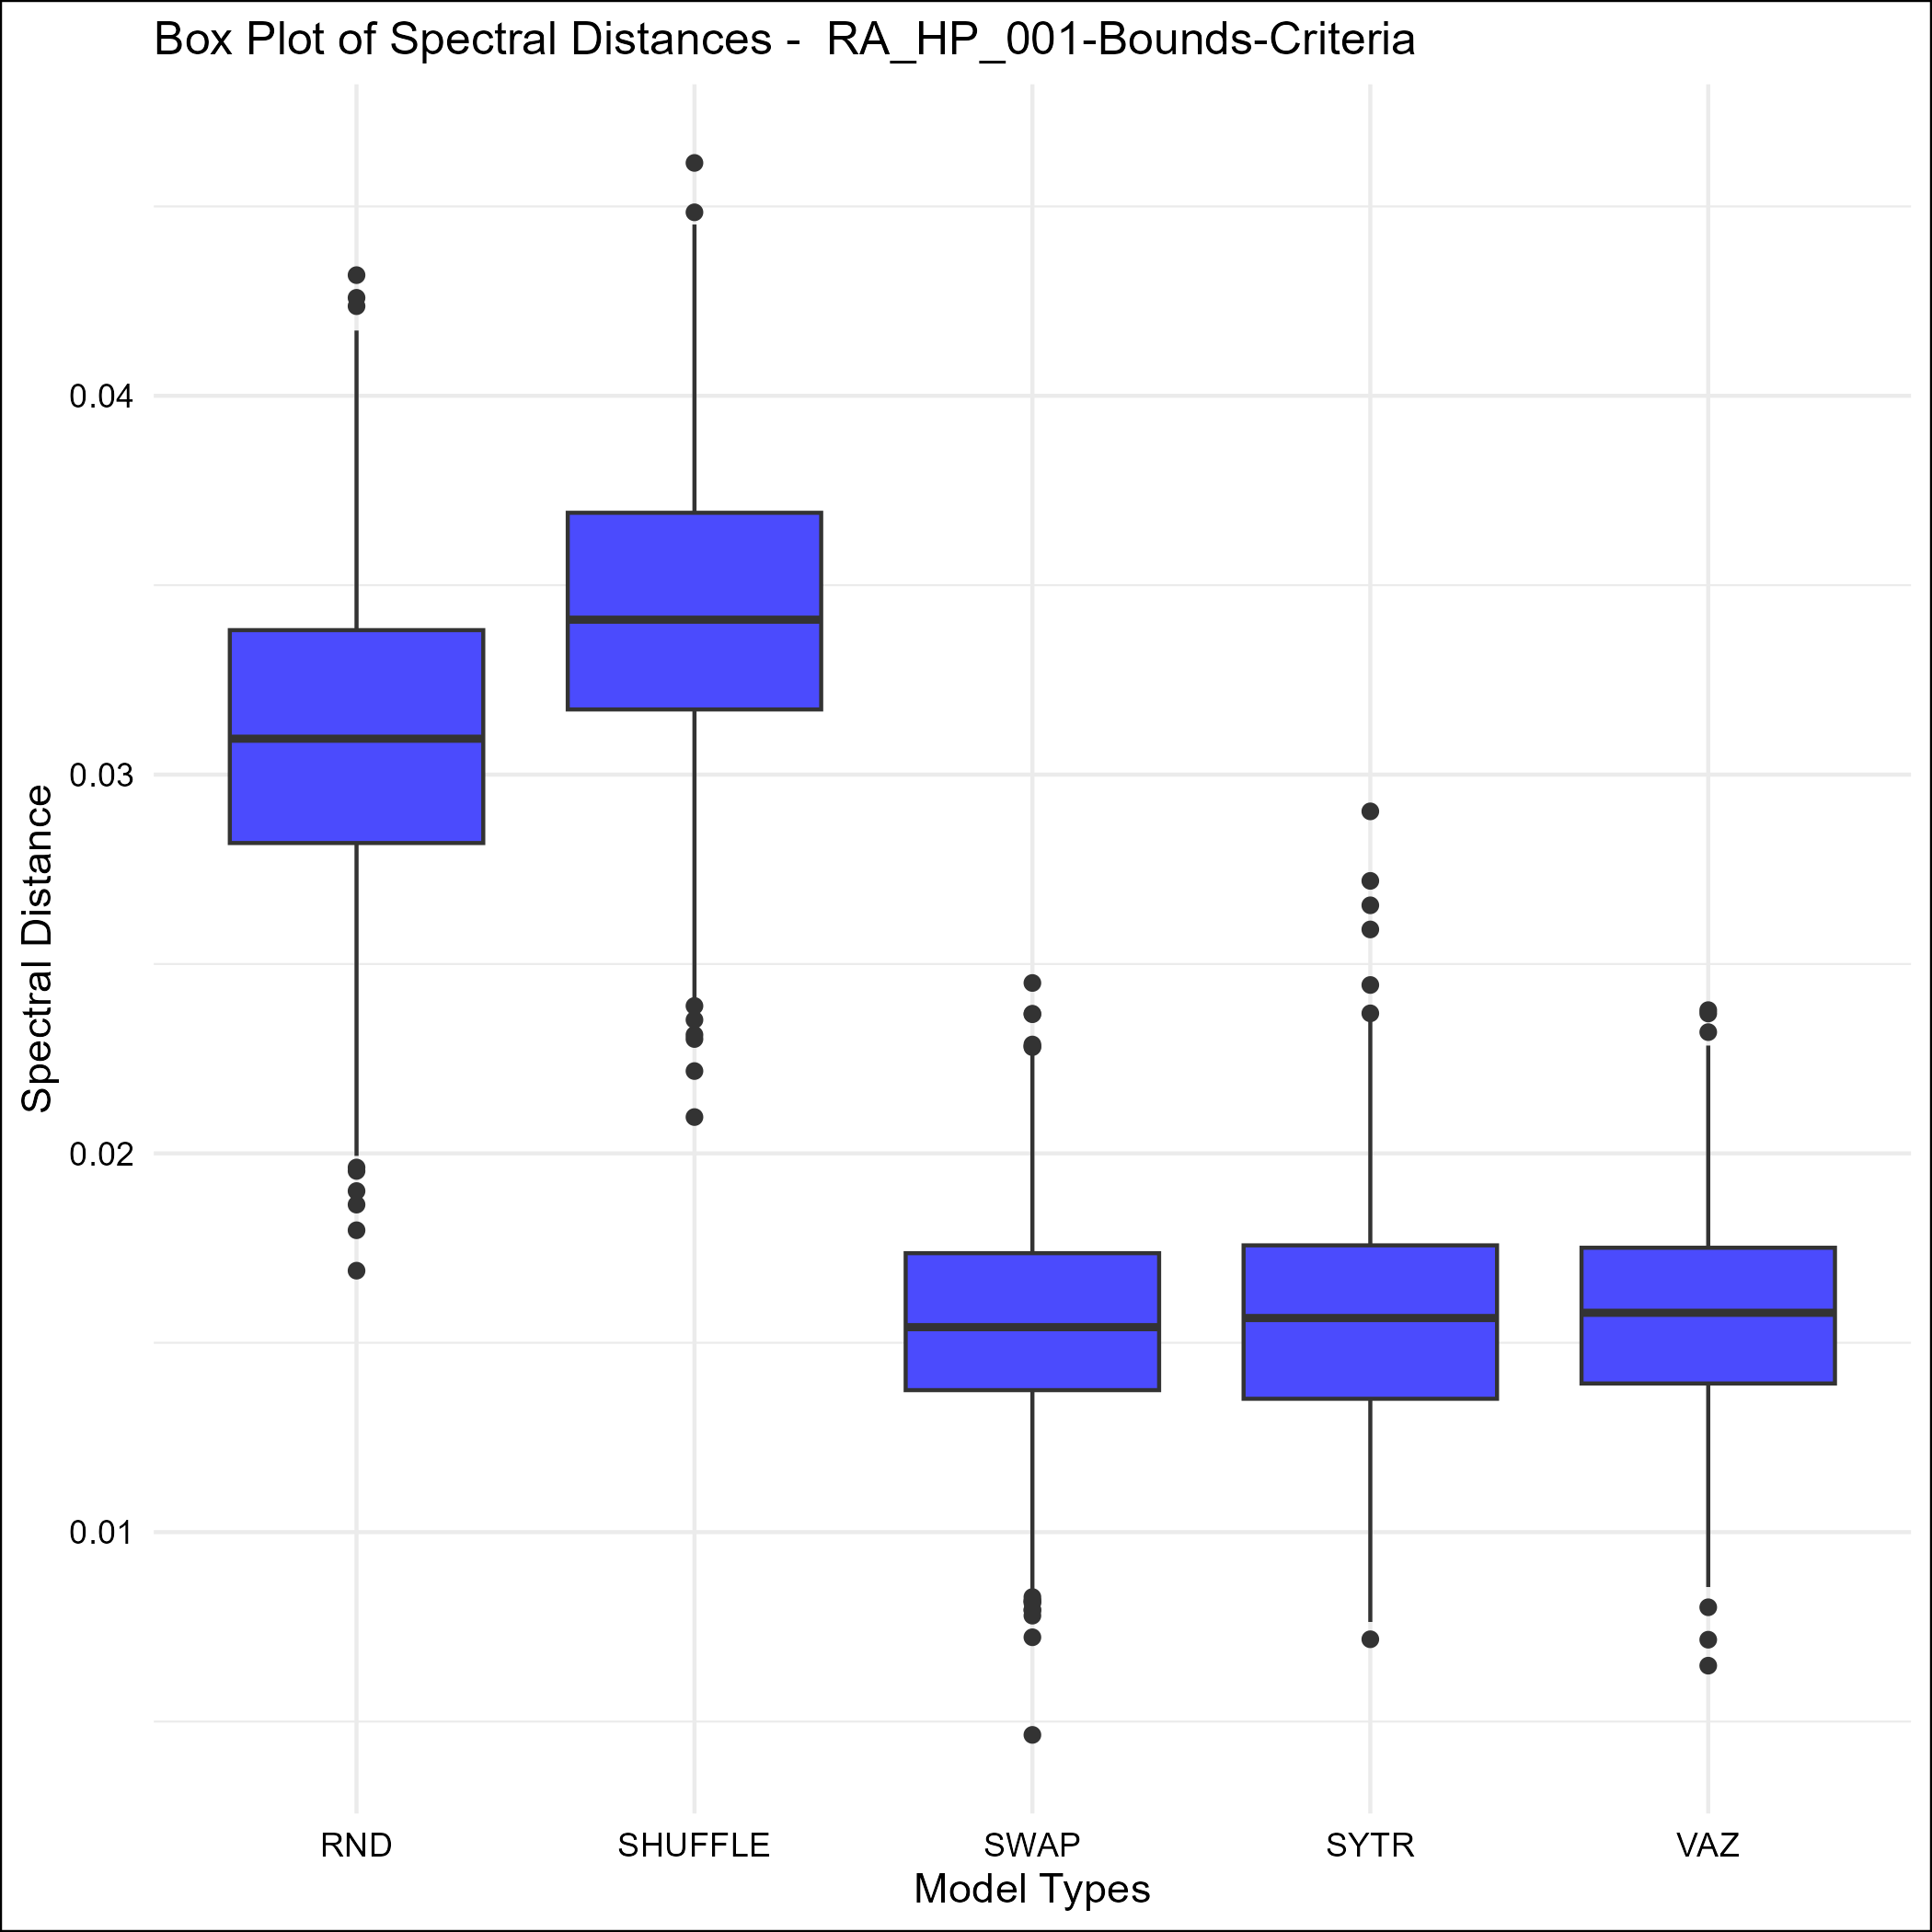 Box Plot of Spectral Distances -  RA_HP_001-Bounds-Criteria
0.04
0.03
0.02
0.01
Spectral Distance
RND SHUFFLE SWAP SYTR VAZ
Model Types